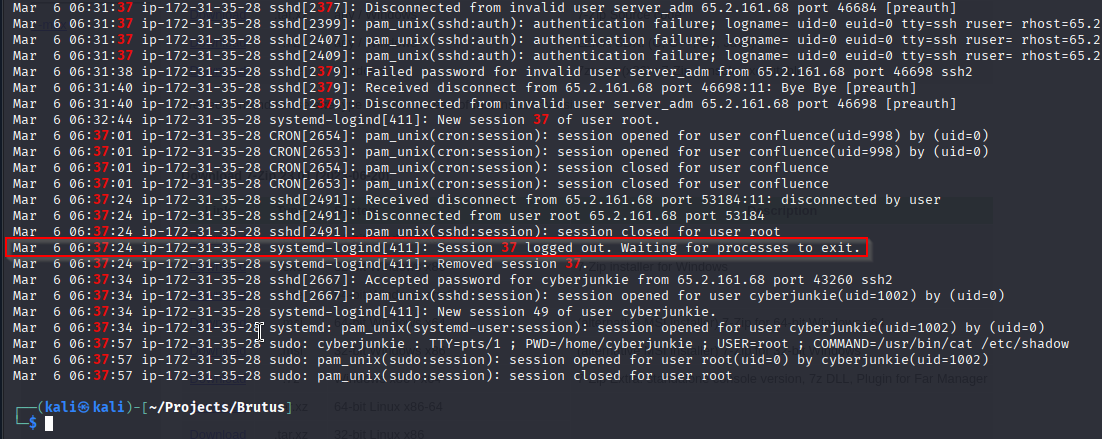 Mar  6 06:31:37 ip-172-31-35-28 sshd[2377]: Disconnected from invalid user server_adm 65.2.161.68 port 46684 [preauth]
Mar  6 06:31:37 ip-172-31-35-28 sshd[2399]: pam_unix(sshd:auth): authentication failure; logname= uid=0 euid=0 tty=ssh ruser= rhost=65.2
Mar  6 06:31:37 ip-172-31-35-28 sshd[2407]: pam_unix(sshd:auth): authentication failure; logname= uid=0 euid=0 tty=ssh ruser= rhost=65.2
Mar  6 06:31:37 ip-172-31-35-28 sshd[2409]: pam_unix(sshd:auth): authentication failure; logname= uid=0 euid=0 tty=ssh ruser= rhost=65.2
Mar  6 06:31:38 ip-172-31-35-28 sshd[2379]: Failed password for invalid user server_adm from 65.2.161.68 port 46698 ssh2
Mar  6 06:31:40 ip-172-31-35-28 sshd[2379]: Received disconnect from 65.2.161.68 port 46698:11: Bye Bye [preauth]
Mar  6 06:31:40 ip-172-31-35-28 sshd[2379]: Disconnected from invalid user server_adm 65.2.161.68 port 46698 [preauth]
Mar  6 06:32:44 ip-172-31-35-28 systemd-logind[411]: New session 37 of user root.
Mar  6 06:37:01 ip-172-31-35-28 CRON[2654]: pam_unix(cron:session): session opened for user confluence(uid=998) by (uid=0)
Mar  6 06:37:01 ip-172-31-35-28 CRON[2653]: pam_unix(cron:session): session opened for user confluence(uid=998) by (uid=0)
Mar  6 06:37:01 ip-172-31-35-28 CRON[2654]: pam_unix(cron:session): session closed for user confluence
Mar  6 06:37:01 ip-172-31-35-28 CRON[2653]: pam_unix(cron:session): session closed for user confluence
Mar  6 06:37:24 ip-172-31-35-28 sshd[2491]: Received disconnect from 65.2.161.68 port 53184:11: disconnected by user
Mar  6 06:37:24 ip-172-31-35-28 sshd[2491]: Disconnected from user root 65.2.161.68 port 53184
Mar  6 06:37:24 ip-172-31-35-28 sshd[2491]: pam_unix(sshd:session): session closed for user root
Mar  6 06:37:24 ip-172-31-35-28 systemd-logind[411]: Session 37 logged out. Waiting for processes to exit.
Mar  6 06:37:24 ip-172-31-35-28 systemd-logind[411]: Removed session 37.
Mar  6 06:37:34 ip-172-31-35-28 sshd[2667]: Accepted password for cyberjunkie from 65.2.161.68 port 43260 ssh2
Mar  6 06:37:34 ip-172-31-35-28 sshd[2667]: pam_unix(sshd:session): session opened for user cyberjunkie(uid=1002) by (uid=0)
Mar  6 06:37:34 ip-172-31-35-28 systemd-logind[411]: New session 49 of user cyberjunkie.
Mar  6 06:37:34 ip-172-31-35-28 systemd: pam_unix(systemd-user:session): session opened for user cyberjunkie(uid=1002) by (uid=0)
Mar  6 06:37:57 ip-172-31-35-28 sudo: cyberjunkie : TTY=pts/1 ; PWD=/home/cyberjunkie ; USER=root ; COMMAND=/usr/bin/cat /etc/shadow
Mar  6 06:37:57 ip-172-31-35-28 sudo: pam_unix(sudo:session): session opened for user root(uid=0) by cyberjunkie(uid=1002)
Mar  6 06:37:57 ip-172-31-35-28 sudo: pam_unix(sudo:session): session closed for user root
┌──(kali㉿kali)-[~/Projects/Brutus]
└─$
Description
installer for Windows
version, 7z DLL, Plugin for Far Manager
64-bit Linux x86-64
Download tar.xz 32-bit Linux x86